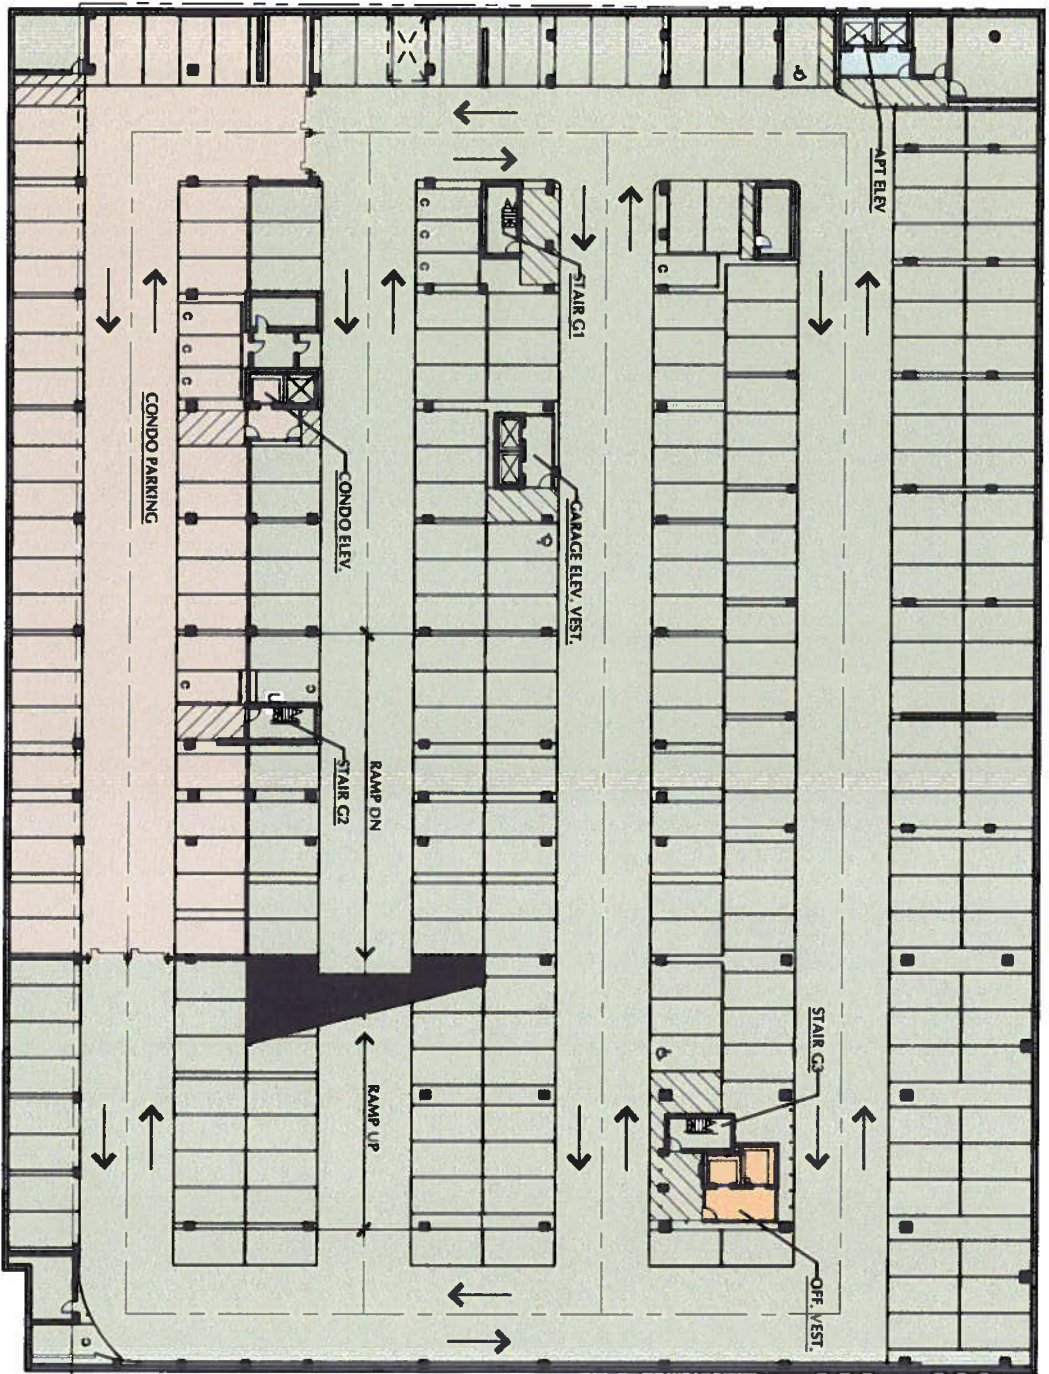 APT ELEV
STAIR G1
GARAGE ELEV. VEST.
CONDO PARKING
CONDO ELEV.
STAIR G2
RAMP DN
RAMP UP
STAIR G3
OFF. VEST.
C
C
C
C
C
C
C
C
C
C